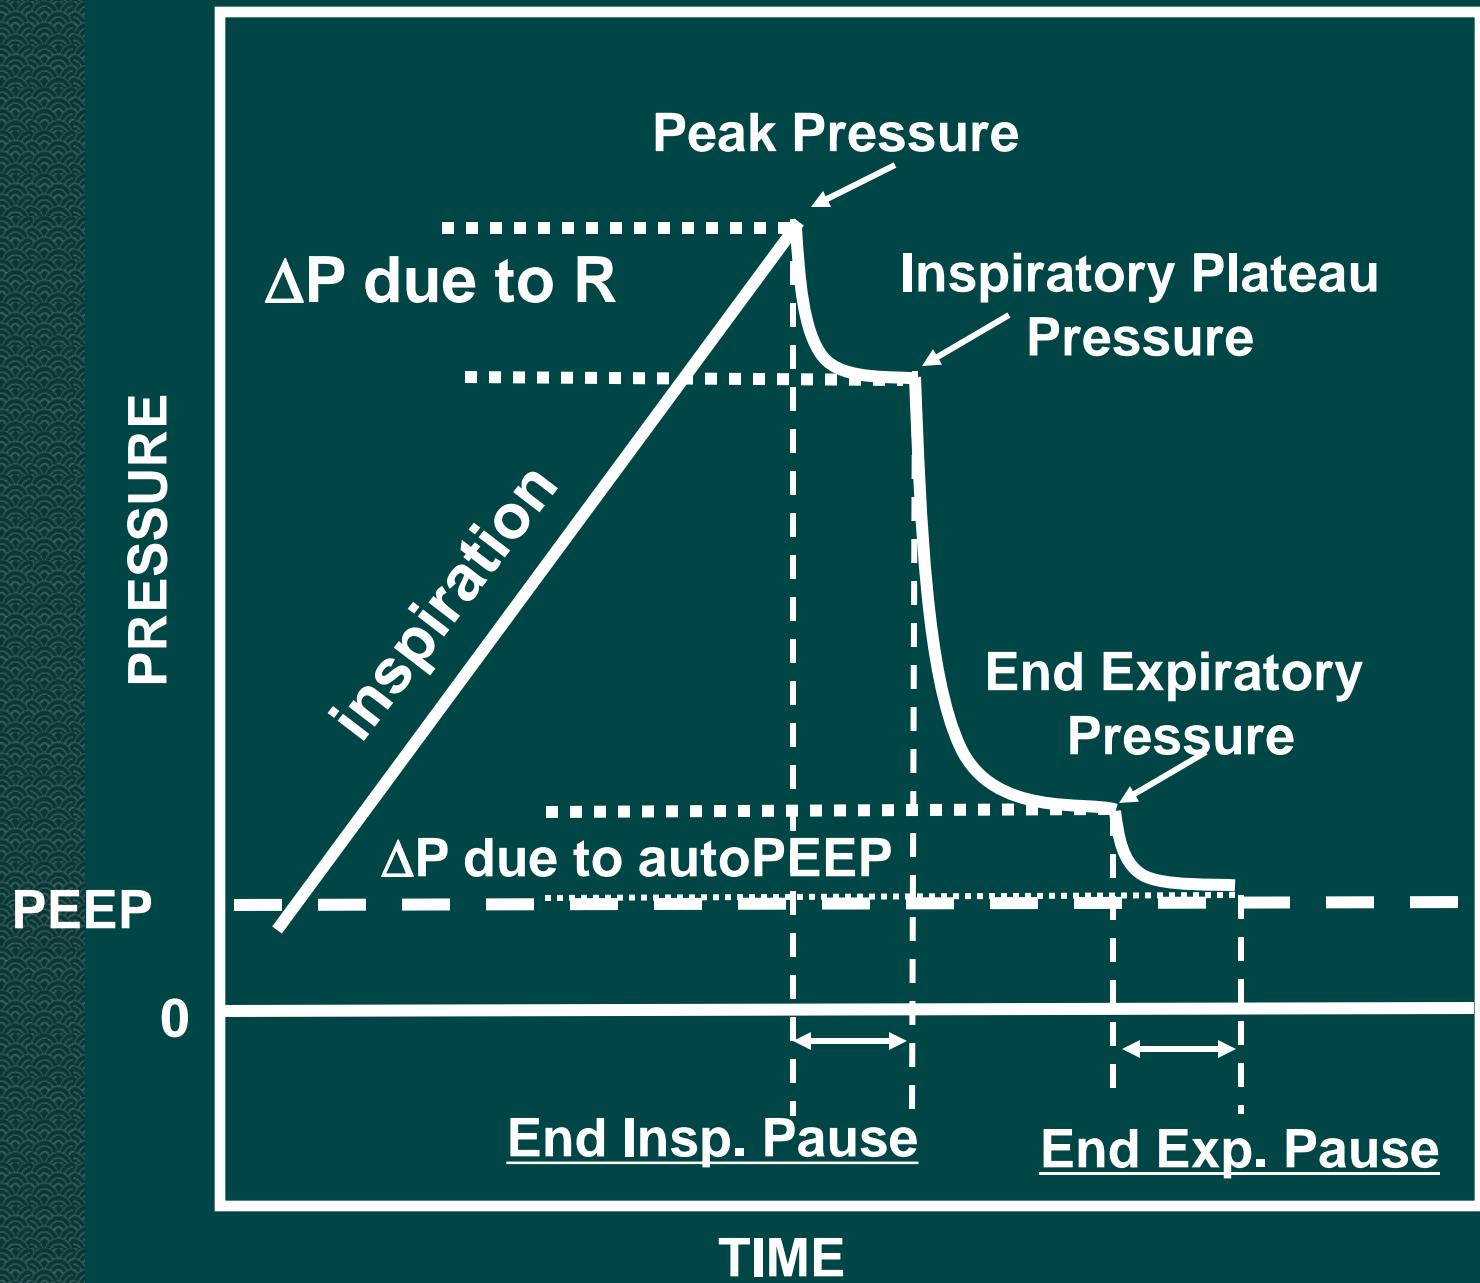 Peak Pressure
ΔP due to R
Inspiratory Plateau
Pressure
PRESSURE
inspiration
End Expiratory
Pressure
ΔP due to autoPEEP
PEEP
0
End Insp. Pause
End Exp. Pause
TIME